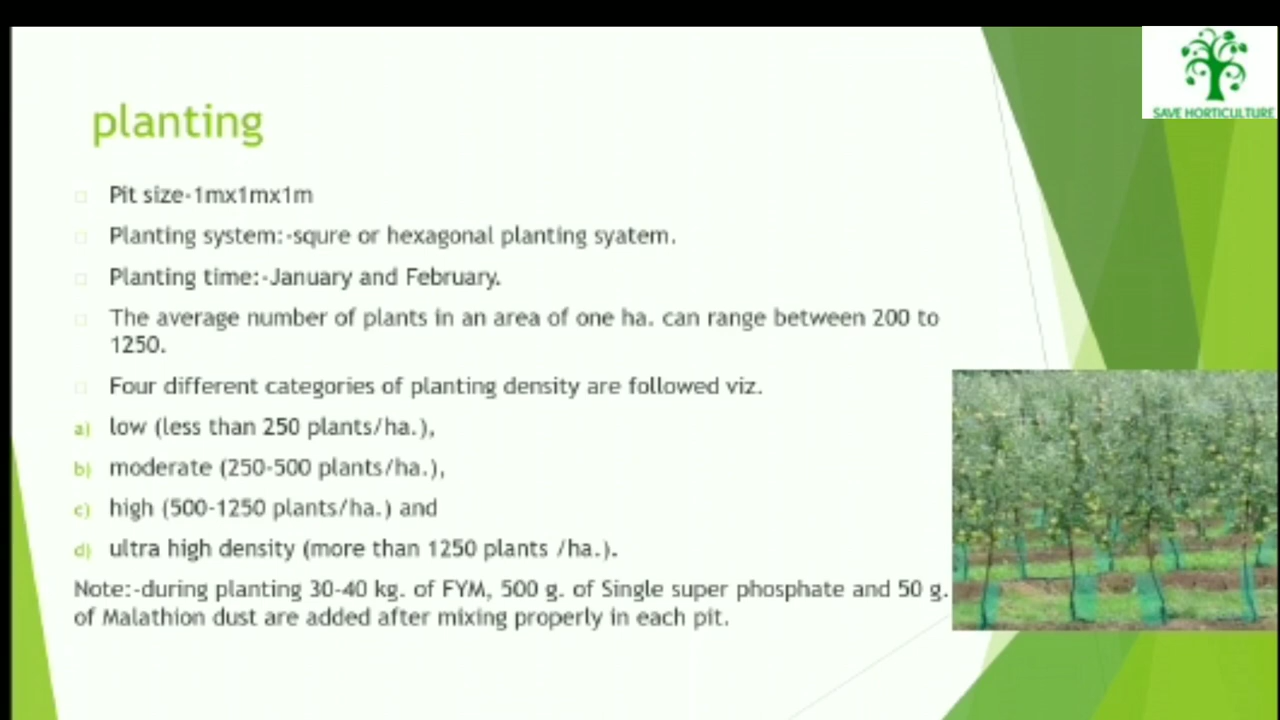 SAVE HORTICULTURE
planting
Pit size-1mx1mx1m
Planting system:-squre or hexagonal planting syatem.
Planting time:-January and February.
The average number of plants in an area of one ha. can range between 200 to
1250.
Four different categories of planting density are followed viz.
a) low (less than 250 plants/ha.),
b) moderate (250-500 plants/ha.),
c) high (500-1250 plants/ha.) and
d) ultra high density (more than 1250 plants /ha.).
Note:-during planting 30-40 kg. of FYM, 500 g. of Single super phosphate and 50 g.
of Malathion dust are added after mixing properly in each pit.